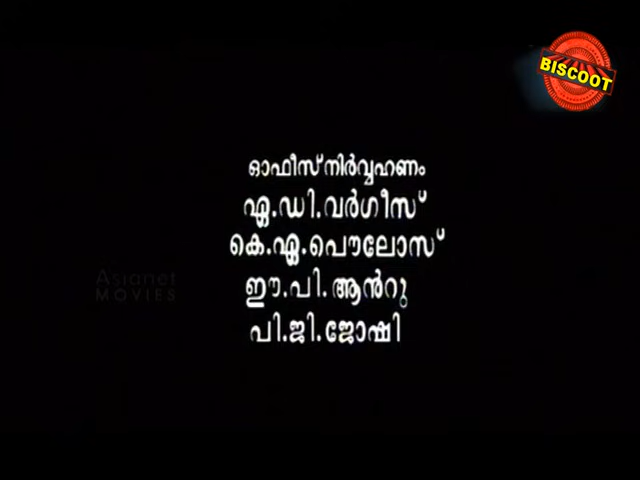 BISCOOT
ഓഫീസ് നിർവ്വഹണം
ഏ.ഡി.വർഗീസ്
കെ.ഏ.പൌലോസ്
ഈ.പി.ആൻറു
പി.ജി.ജോഷി
Asianet
MOVIES